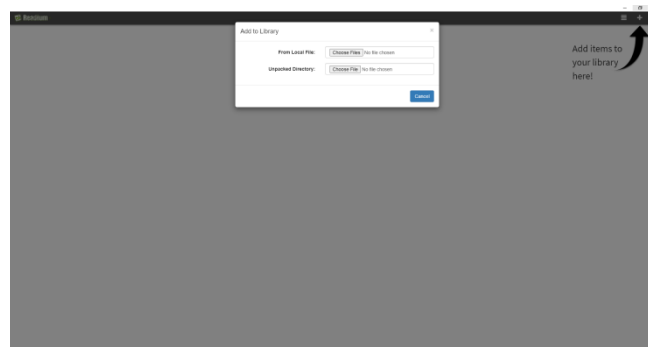 Readium
Add to Library ×
From Local File: Choose Files No file chosen
Unpacked Directory: Choose File No file chosen
Cancel
Add items to
your library
here!